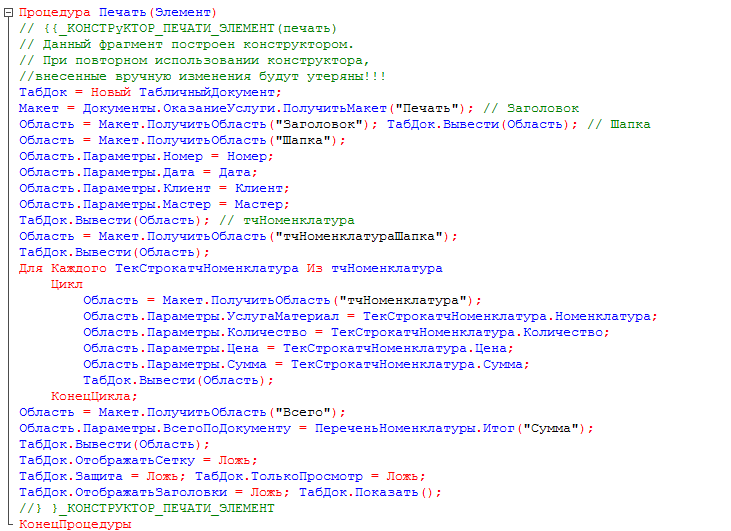 Процедура Печать(Элемент)
// {{_КОНСТРуКТОР_ПЕЧАТИ_ЭЛЕМЕНТ(печать)
// Данный фрагмент построен конструктором.
// При повторном использовании конструктора,
//внесенные вручную изменения будут утеряны!!!
ТабДок = Новый ТабличныйДокумент;
Макет = Документы.ОказаниеУслуги.ПолучитьМакет("Печать"); // Заголовок
Область = Макет.ПолучитьОбласть("Заголовок"); ТабДок.Вывести(Область); // Шапка
Область = Макет.ПолучитьОбласть("Шапка");
Область.Параметры.Номер = Номер;
Область.Параметры.Дата = Дата;
Область.Параметры.Клиент = Клиент;
Область.Параметры.Мастер = Мастер;
ТабДок.Вывести(Область); // тчНоменклатура
Область = Макет.ПолучитьОбласть("тчНоменклатураШапка");
ТабДок.Вывести(Область);
Для Каждого ТекСтрокатчНоменклатура Из тчНоменклатура
Цикл
Область = Макет.ПолучитьОбласть("тчНоменклатура");
Область.Параметры.УслугаМатериал = ТекСтрокатчНоменклатура.Номенклатура;
Область.Параметры.Количество = ТекСтрокатчНоменклатура.Количество;
Область.Параметры.Цена = ТекСтрокатчНоменклатура.Цена;
Область.Параметры.Сумма = ТекСтрокатчНоменклатура.Сумма;
ТабДок.Вывести(Область);
КонецЦикла;
Область = Макет.ПолучитьОбласть("Всего");
Область.Параметры.ВсегоПоДокументу = ПереченьНоменклатуры.Итог("Сумма");
ТабДок.Вывести(Область);
ТабДок.ОтображатьСетку = Ложь;
ТабДок.Защита = Ложь; ТабДок.ТолькоПросмотр = Ложь;
ТабДок.ОтображатьЗаголовки = Ложь; ТабДок.Показать();
//} }_КОНСТРУКТОР_ПЕЧАТИ_ЭЛЕМЕНТ
КонецПроцедуры